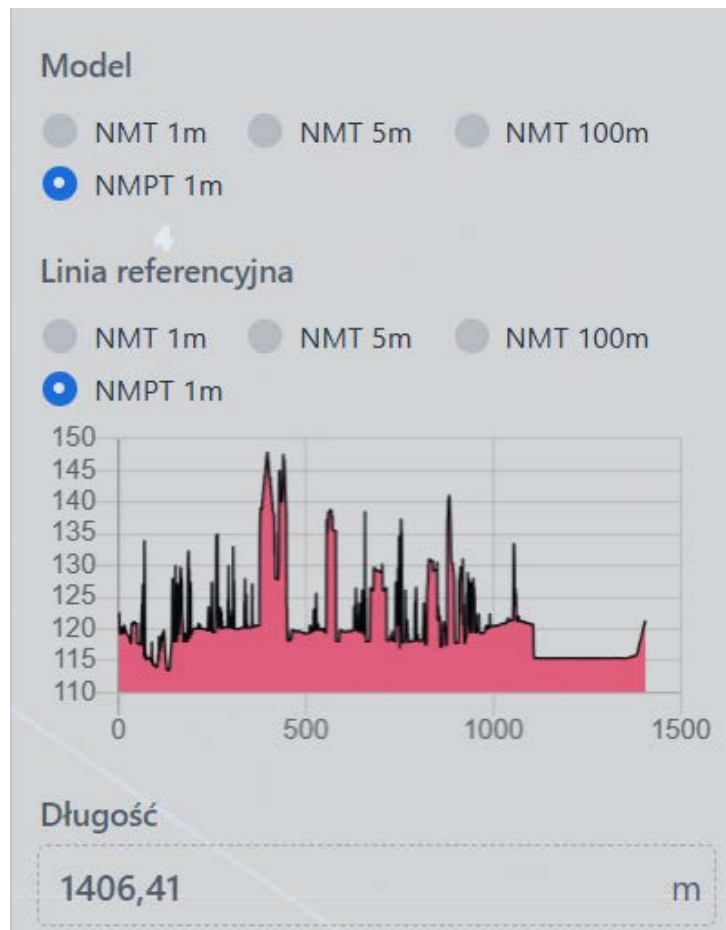 Model
NMT 1m NMT 5m NMT 100m
NMPT 1m
Linia referencyjna
NMT 1m NMT 5m NMT 100m
NMPT 1m
150
145
140
135
130
125
120
115
110
0 500 1000 1500
Długość
1406,41 m